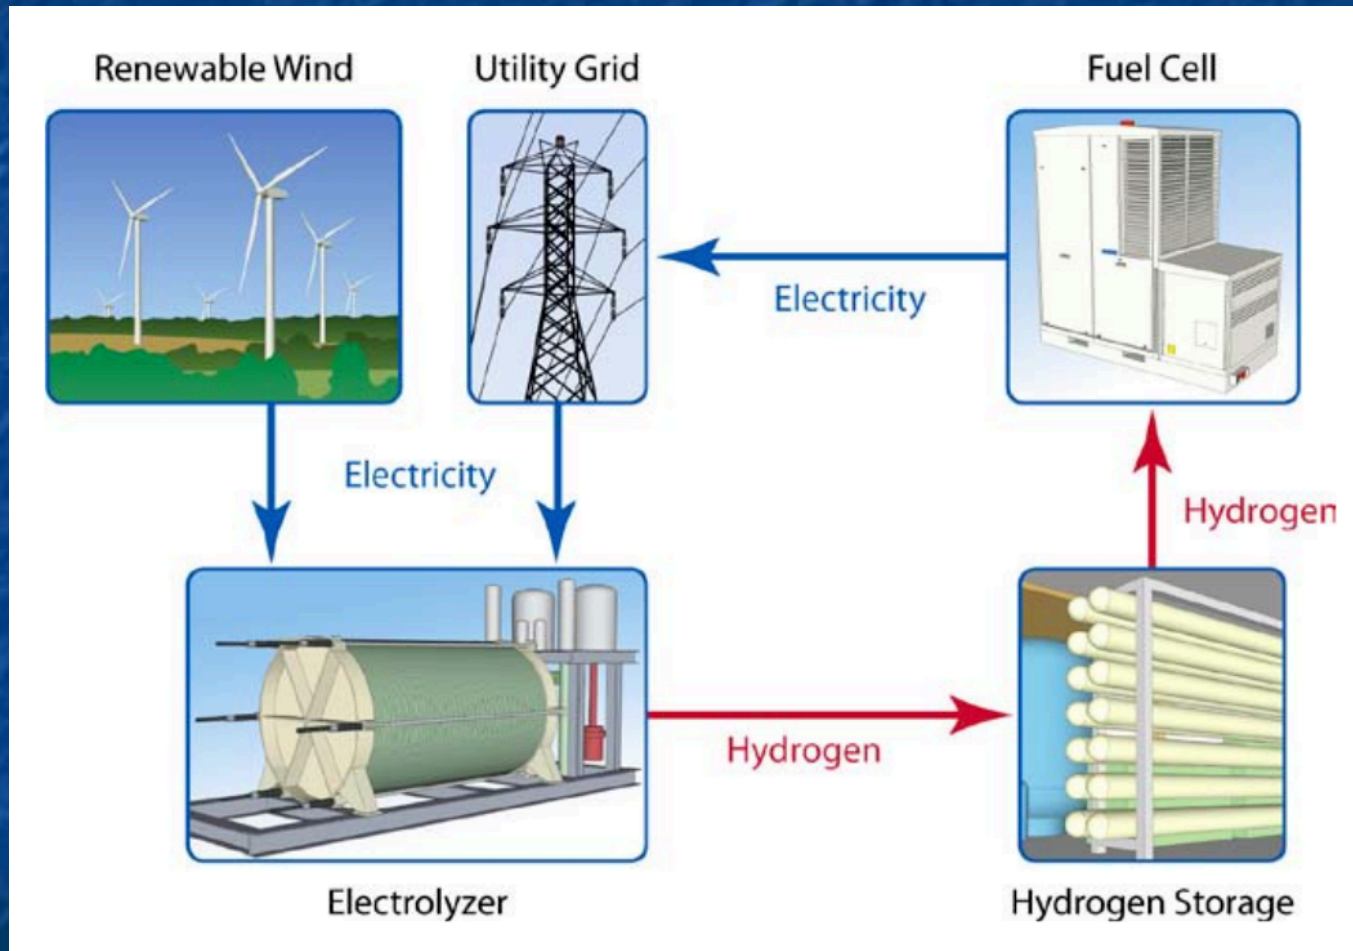 Renewable Wind
Utility Grid
Fuel Cell
Electricity
Electricity
Hydrogen
Hydrogen
Electrolyzer
Hydrogen Storage